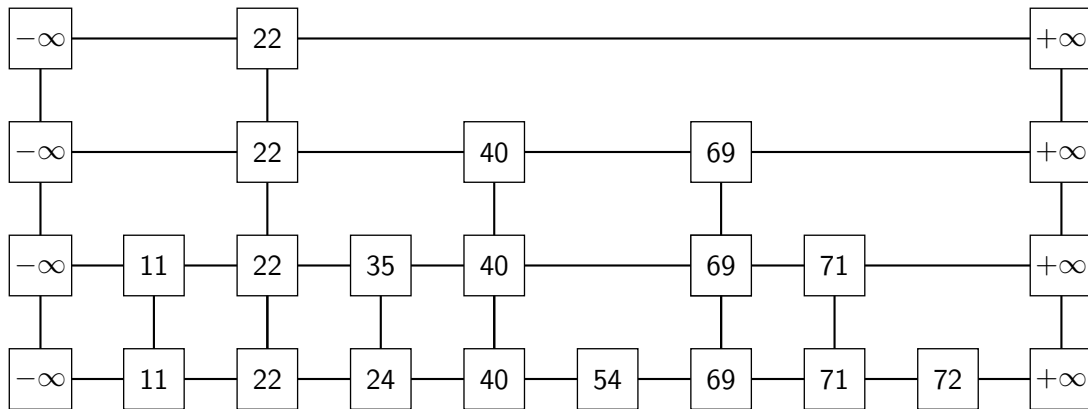 −∞ 22 +∞
−∞ 22 40 69 +∞
−∞ 11 22 35 40 69 71 +∞
−∞ 11 22 24 40 54 69 71 72 +∞